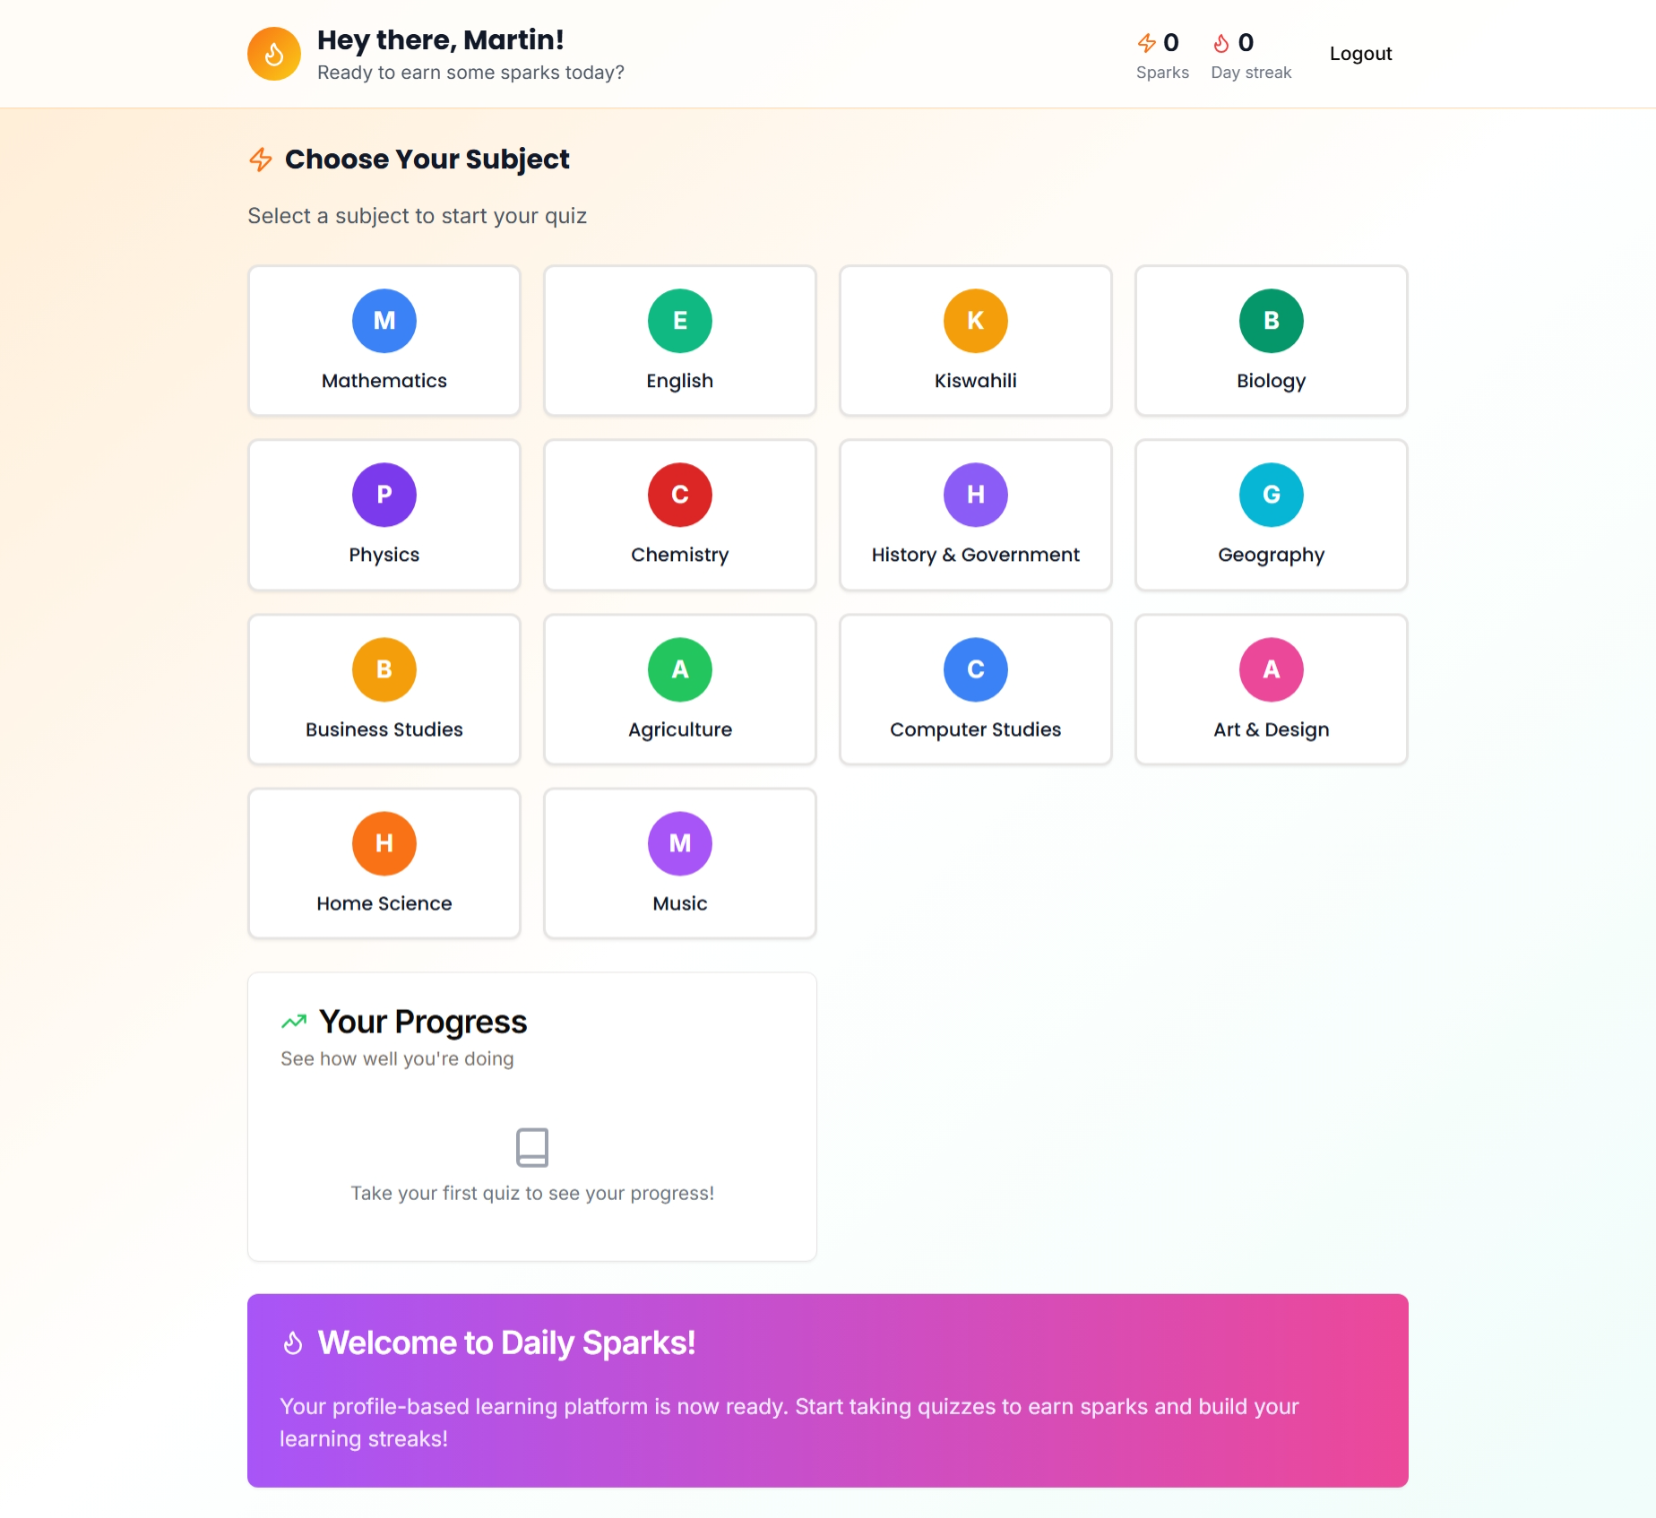 Hey there, Martin!
Ready to earn some sparks today?
0
Sparks
0
Day streak
Logout
Choose Your Subject
Select a subject to start your quiz
M
Mathematics
E
English
K
Kiswahili
B
Biology
P
Physics
C
Chemistry
H
History & Government
G
Geography
B
Business Studies
A
Agriculture
C
Computer Studies
A
Art & Design
H
Home Science
M
Music
Your Progress
See how well you're doing
Take your first quiz to see your progress!
Welcome to Daily Sparks!
Your profile-based learning platform is now ready. Start taking quizzes to earn sparks and build your
learning streaks!